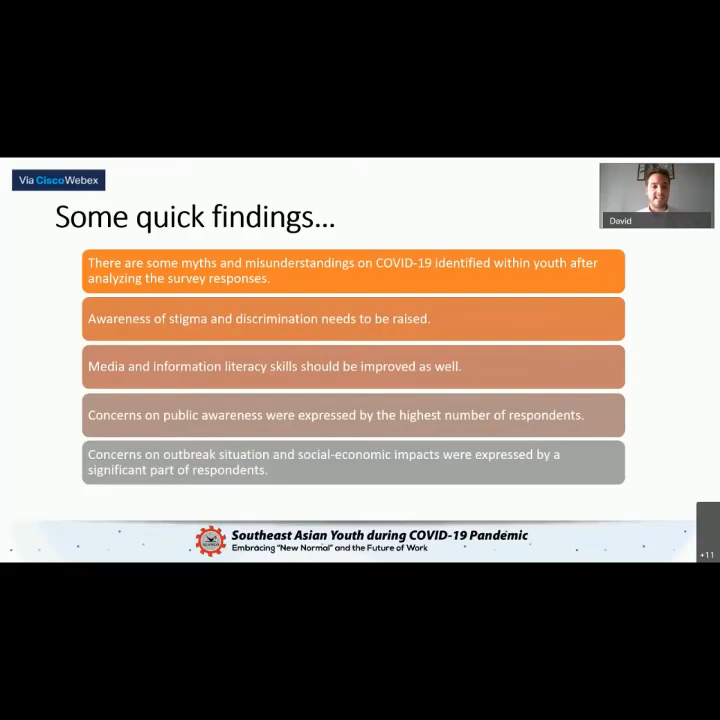 Via CiscoWebex
David
Some quick findings...
There are some myths and misunderstandings on COVID-19 identified within youth after
analyzing the survey responses.
Awareness of stigma and discrimination needs to be raised.
Media and information literacy skills should be improved as well.
Concerns on public awareness were expressed by the highest number of respondents.
Concerns on outbreak situation and social-economic impacts were expressed by a
significant part of respondents.
Southeast Asian Youth during COVID-19 Pandemic
Embracing "New Normal" and the Future of Work
+11